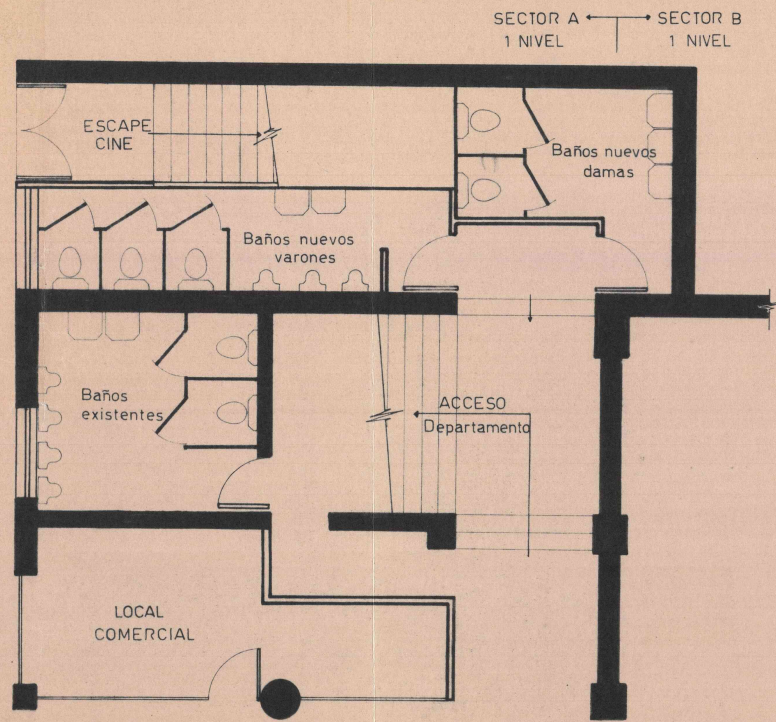 SECTOR A
1 NIVEL
SECTOR B
1 NIVEL
ESCAPE
CINE
Baños nuevos
damas
Baños nuevos
varones
Baños
existentes
ACCESO
Departamento
LOCAL
COMERCIAL